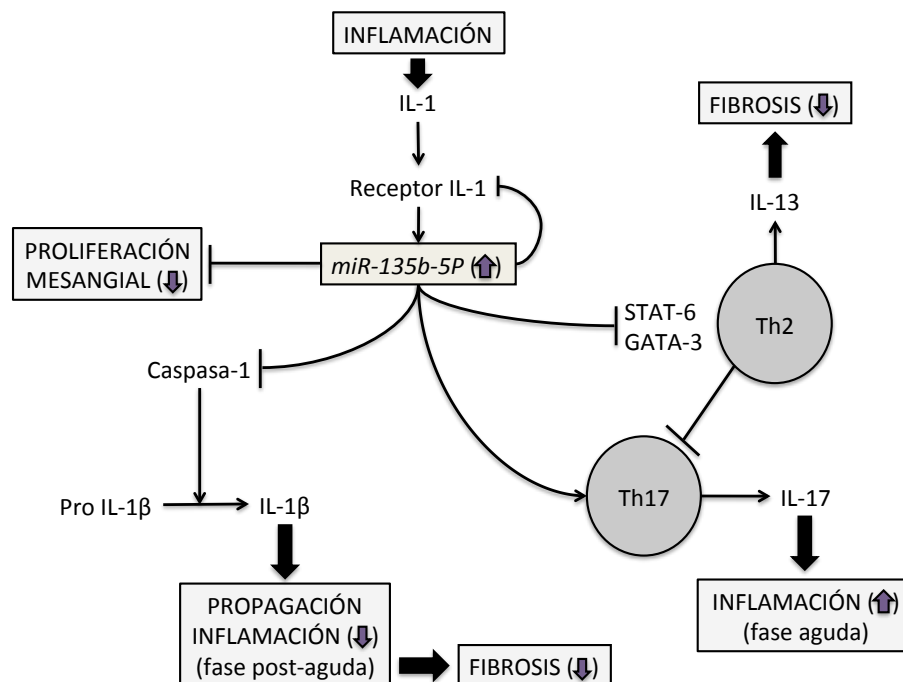 INFLAMACIÓN
IL-1
FIBROSIS (⬇)
Receptor IL-1
IL-13
PROLIFERACIÓN
MESANGIAL (⬇)
miR-135b-5P (⬆)
STAT-6
GATA-3
Th2
Caspasa-1
Pro IL-1β
IL-1β
Th17
IL-17
PROPAGACIÓN
INFLAMACIÓN (⬇)
(fase post-aguda)
FIBROSIS (⬇)
INFLAMACIÓN (⬆)
(fase aguda)